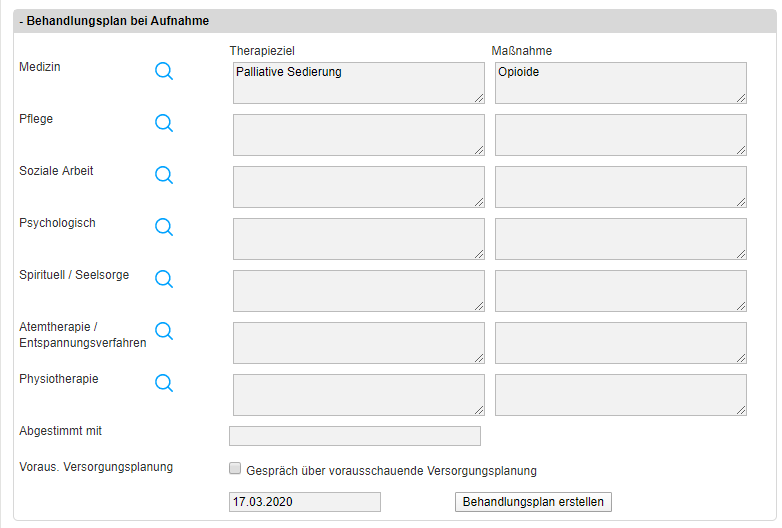 - Behandlungsplan bei Aufnahme
Therapieziel Maßnahme
Medizin Palliative Sedierung Opioide
Pflege
Soziale Arbeit
Psychologisch
Spirituell / Seelsorge
Atemtherapie /
Entspannungsverfahren
Physiotherapie
Abgestimmt mit
Voraus. Versorgungsplanung Gespräch über vorausschauende Versorgungsplanung
17.03.2020 Behandlungsplan erstellen